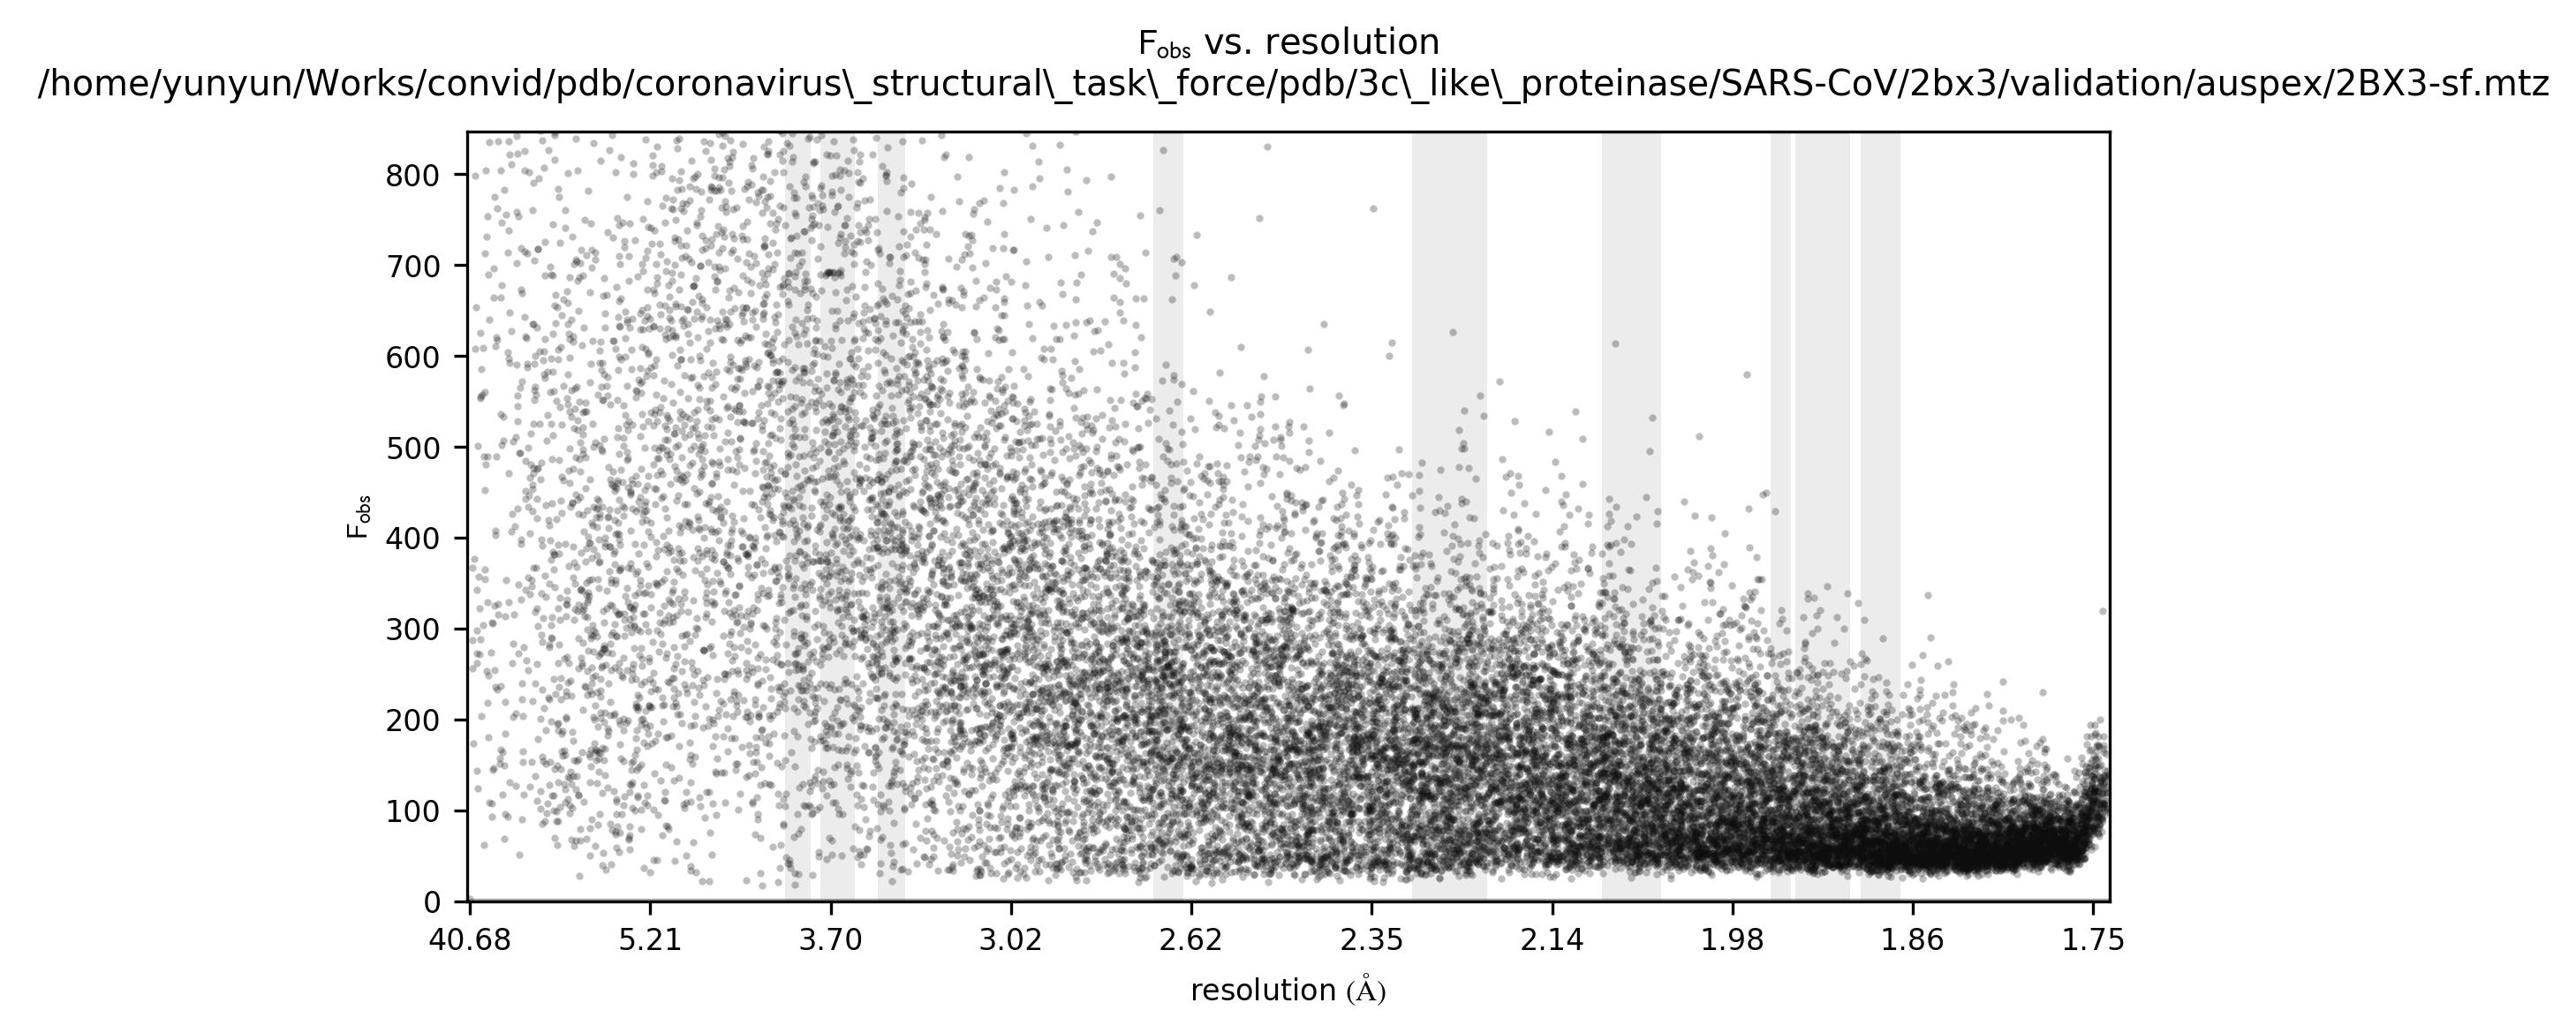 Fobs vs. resolution
/home/yunyun/Works/convid/pdb/coronavirus\_structural\_task\_force/pdb/3c\_like\_proteinase/SARS-CoV/2bx3/validation/auspex/2BX3-sf.mtz
800
700
600
500
400
300
200
100
0
Fobs
40.68 5.21 3.70 3.02 2.62 2.35 2.14 1.98 1.86 1.75
resolution (Å)